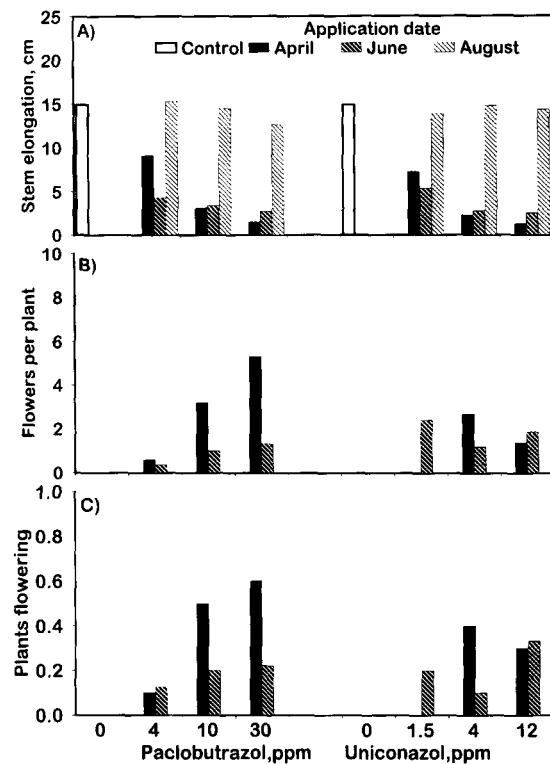 A)
Application date
Control April June August
Stem elongation, cm
25
20
15
10
5
0
B)
Flowers per plant
10
8
6
4
2
0
C)
Plants flowering
1.0
0.8
0.6
0.4
0.2
0.0
0 4 10 30 0 1.5 4 12
Paclobutrazol,ppm Uniconazol,ppm